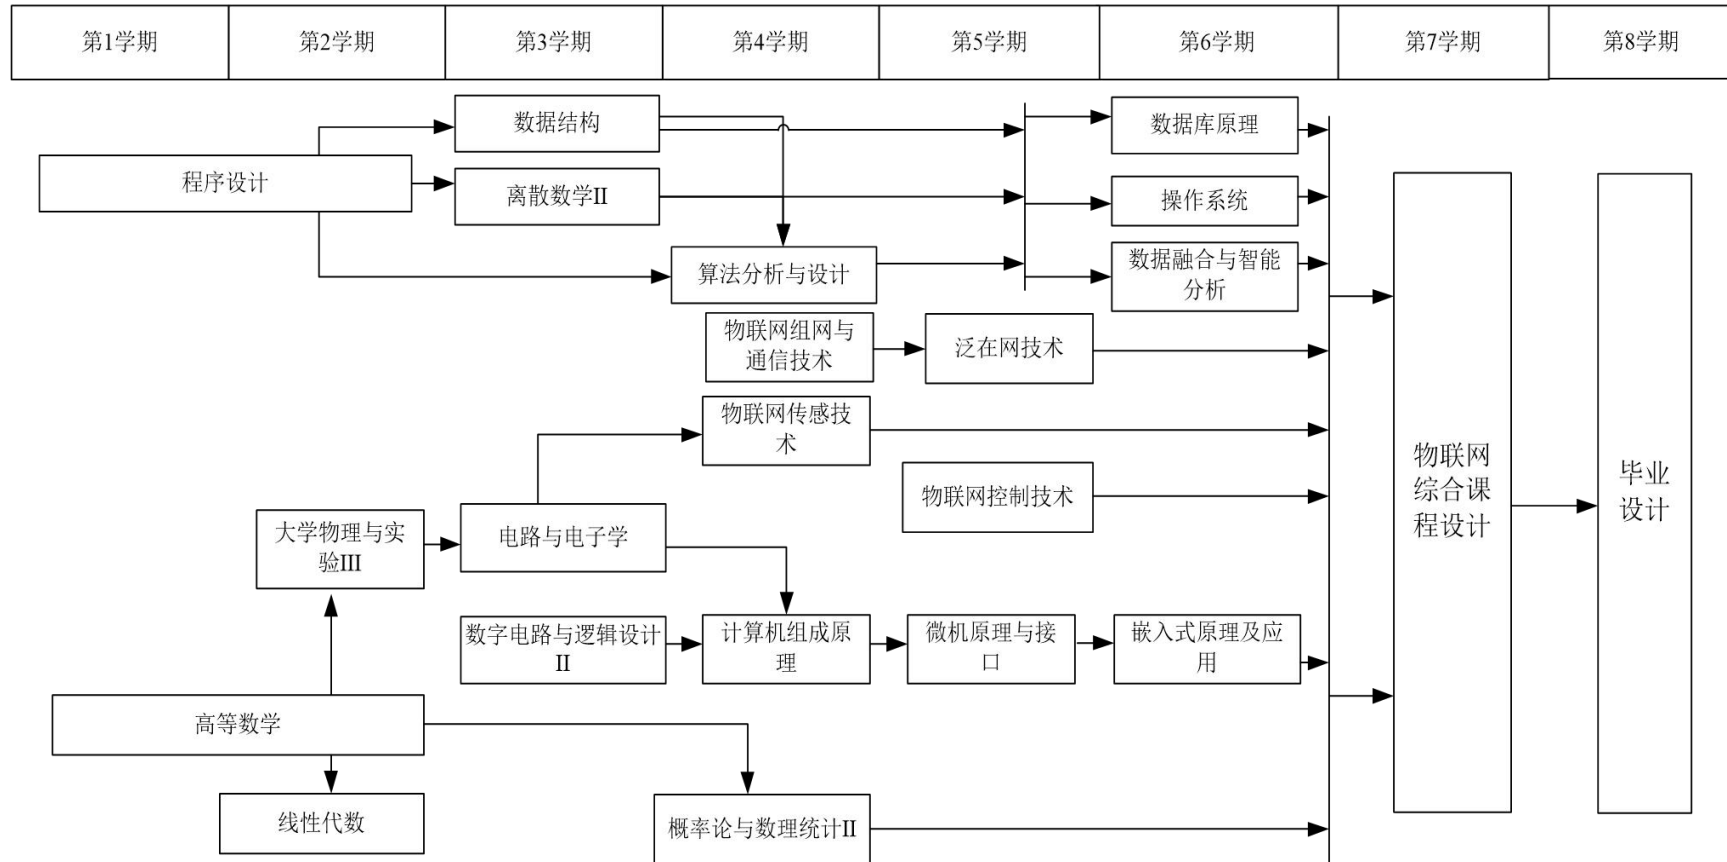 第1学期
第2学期
第3学期
第4学期
第5学期
第6学期
第7学期
第8学期
数据结构
数据库原理
程序设计
离散数学II
操作系统
算法分析与设计
数据融合与智能
分析
物联网组网与
通信技术
泛在网技术
物联网传感技
术
物联网控制技术
大学物理与实
验III
电路与电子学
数字电路与逻辑设计
II
计算机组成原
理
微机原理与接
口
嵌入式原理及应
用
高等数学
线性代数
概率论与数理统计II
物联网
综合课
程设计
毕业
设计